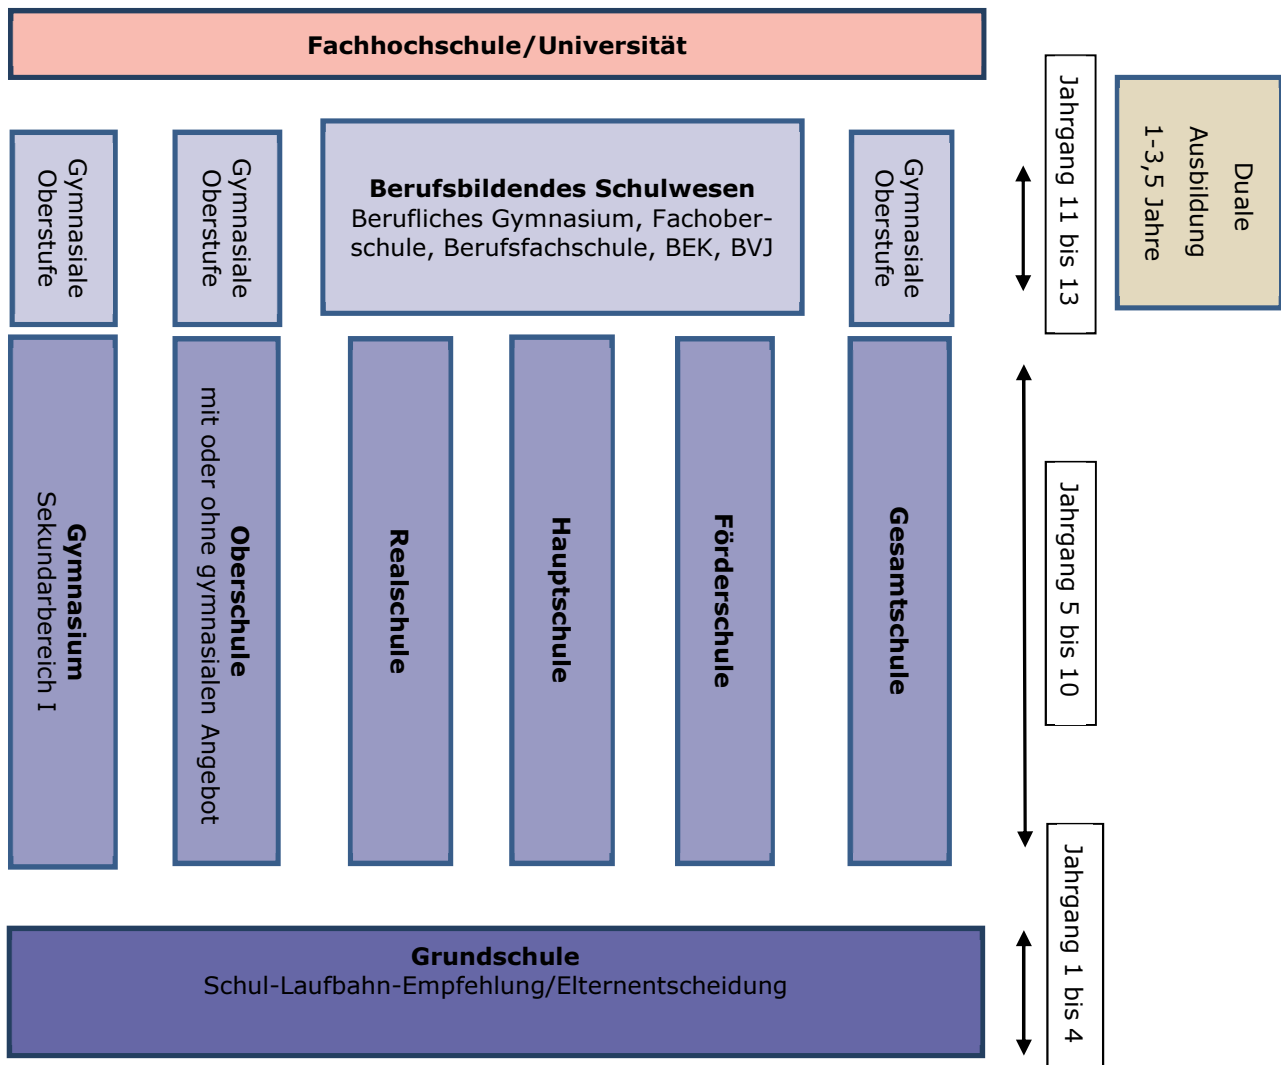 Fachhochschule/Universität
Gymnasiale
Oberstufe
Gymnasiale
Oberstufe
Berufsbildendes Schulwesen
Berufliches Gymnasium, Fachober-
schule, Berufsfachschule, BEK, BVJ
Gymnasiale
Oberstufe
Jahrgang 11 bis 13
Duale
Ausbildung
1-3,5 Jahre
Gymnasium
Sekundarbereich I
Oberschule
mit oder ohne gymnasialen Angebot
Realschule
Hauptschule
Förderschule
Gesamtschule
Jahrgang 5 bis 10
Grundschule
Schul-Laufbahn-Empfehlung/Elternentscheidung
Jahrgang 1 bis 4